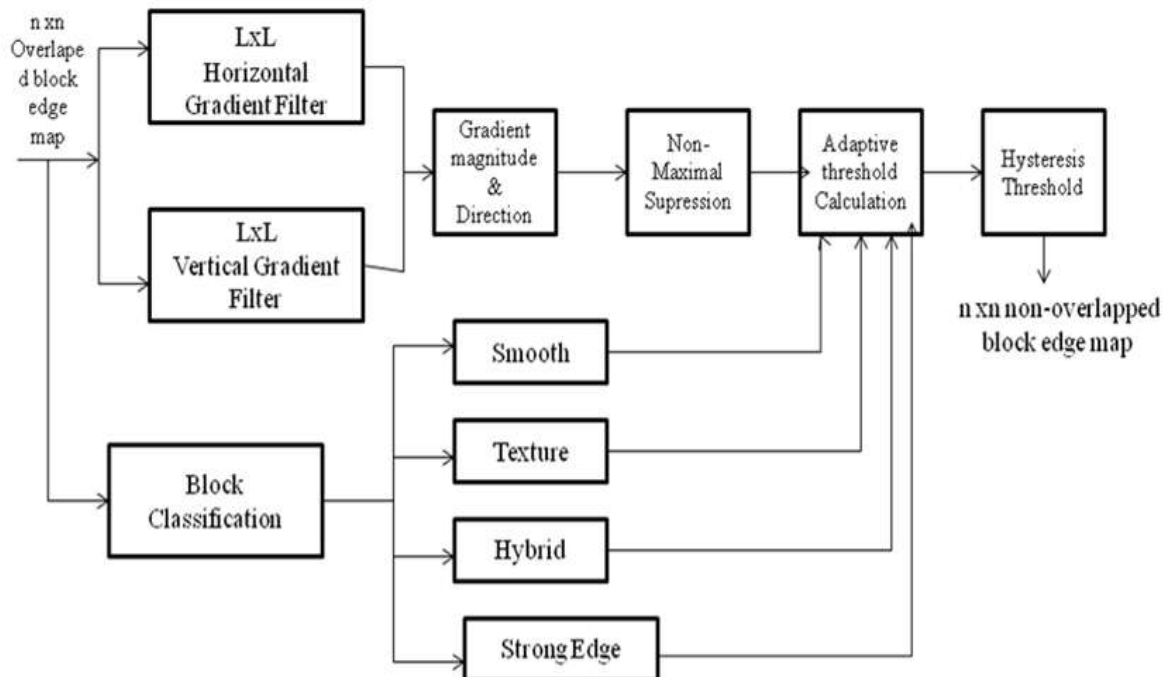 n xn
Overlape
d block
edge
map
LxL
Horizontal
Gradient Filter
LxL
Vertical Gradient
Filter
Gradient
magnitude
&
Direction
Non-
Maximal
Supression
Adaptive
threshold
Calculation
Hysteresis
Threshold
n xn non-overlapped
block edge map
Block
Classification
Smooth
Texture
Hybrid
Strong Edge